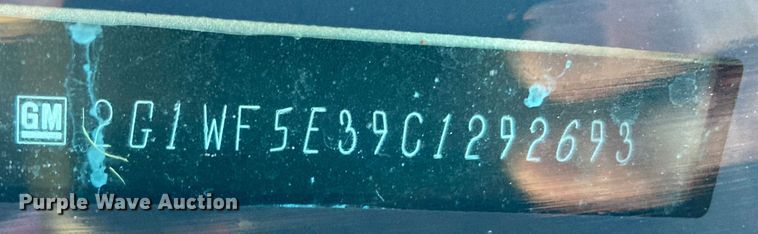 GM 2G1WF5E39C1292693
Purple Wave Auction